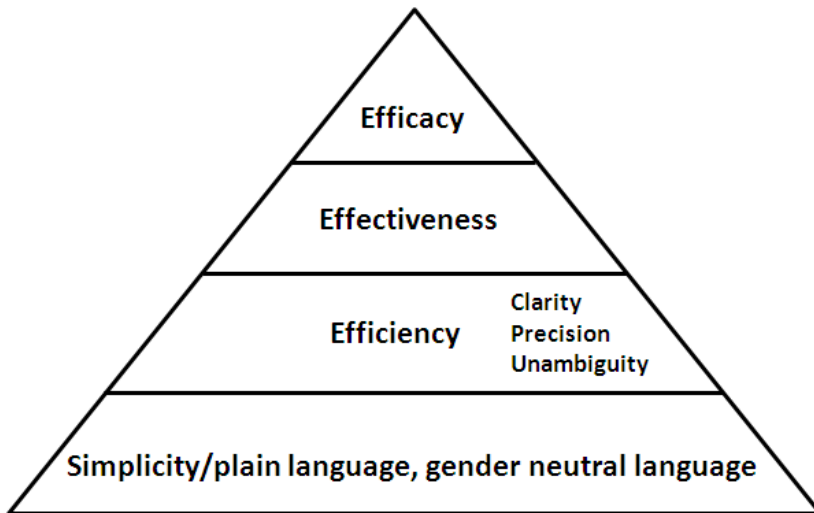 Efficacy
Effectiveness
Efficiency
Clarity
Precision
Unambiguity
Simplicity/plain language, gender neutral language